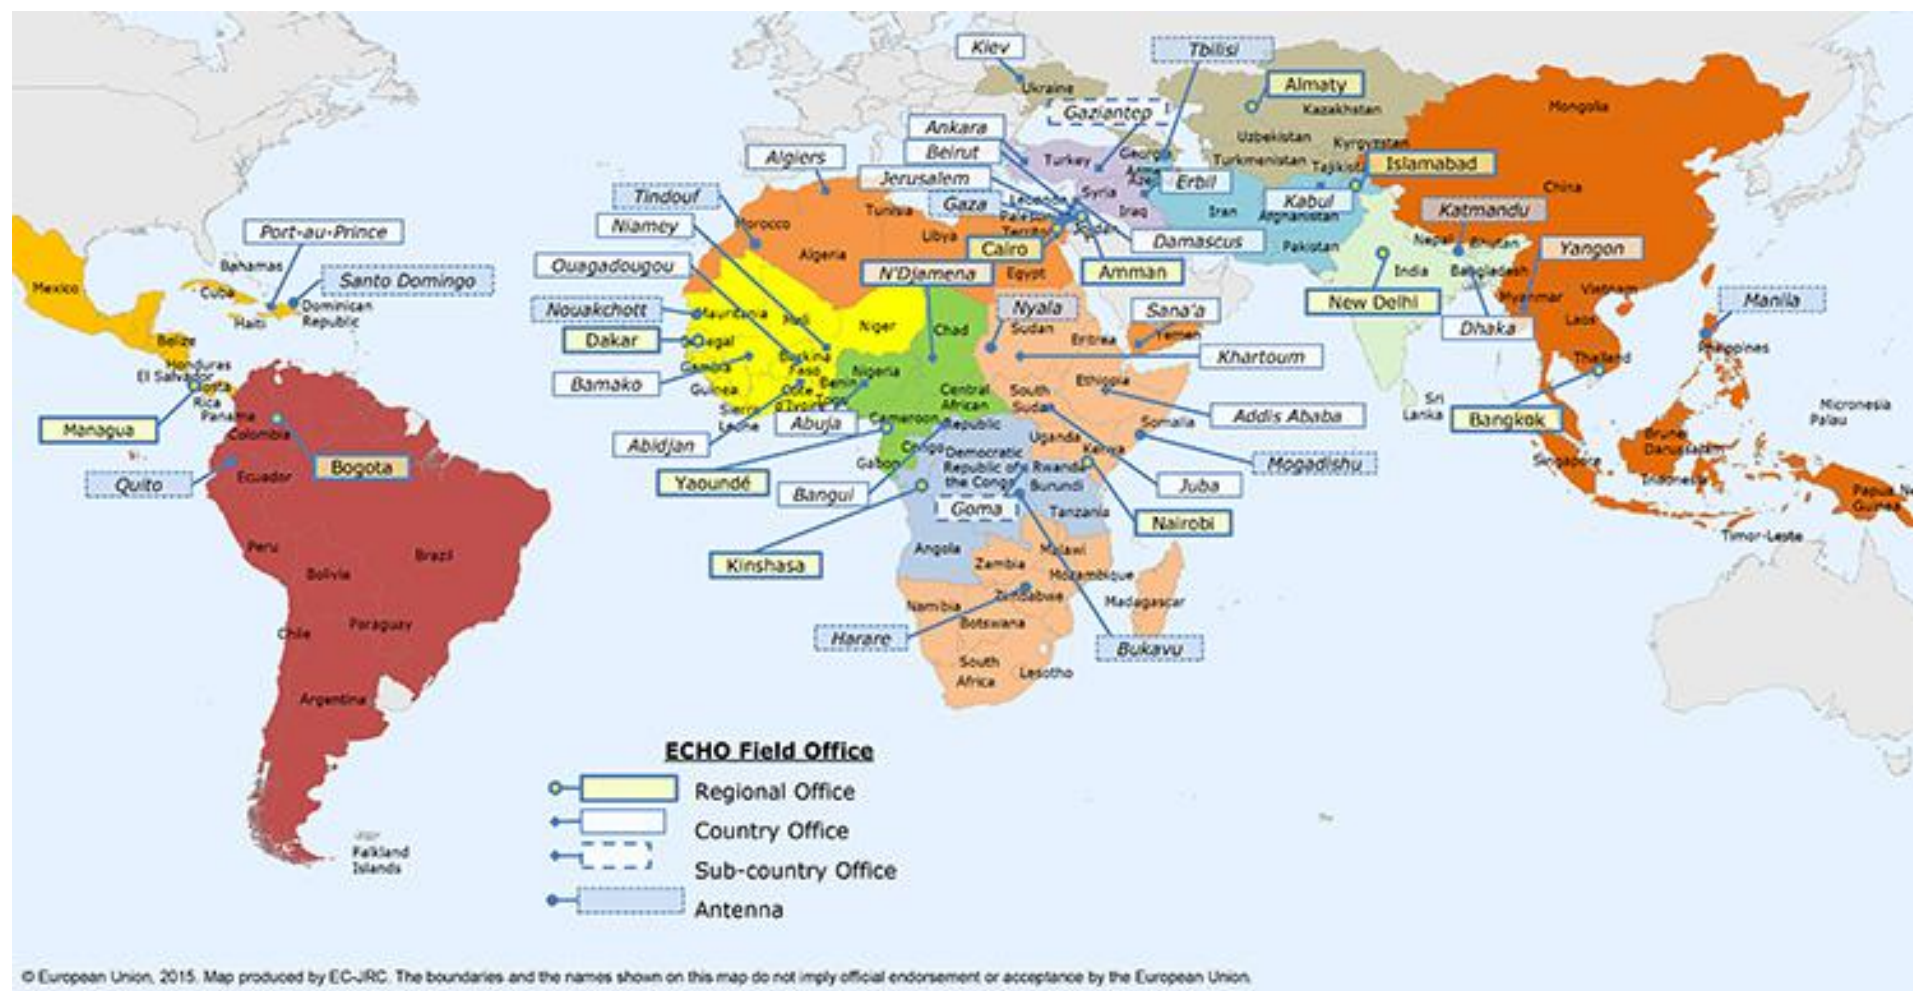 Kiev
Tbilisi
Almaty
Ukraine
Kazakhstan
Mongolia
Gaziantep
Ankara
Uzbekistan
Kyrgyzstan
Algiers
Beirut
Turkey
Georgia
Turkmenistan
Islamabad
Jerusalem
Syria
Erbil
China
Tindouf
Gaza
Kabul
Iraq
Iran
Afghanistan
Katmandu
Niamey
Morocco
Tunisia
Port-au-Prince
Libya
Cairo
Damascus
Pakistan
Nepal
Bhutan
Yangon
Ouagadougou
Algeria
Bahamas
N'Djamena
Egypt
Amman
India
Bangladesh
Santo Domingo
Mexico
Cuba
Dominican
Republic
Haiti
Nouakchott
Mauritania
Mali
Niger
Chad
Nyala
Sudan
Sana'a
Yemen
Eritrea
New Delhi
Dhaka
Myanmar
Vietnam
Laos
Manila
Belize
Dakar
Khartoum
Thailand
Philippines
Honduras
El Salvador
Costa
Rica
Panama
Bamako
Gambia
Guinea
Burkina
Faso
Benin
Nigeria
Central
African
Republic
South
Sudan
Ethiopia
Sri
Lanka
Micronesia
Palau
Managua
Colombia
Sierra
Leone
Abuja
Cameroon
Addis Ababa
Somalia
Bangkok
Abidjan
Uganda
Kenya
Brunei
Darussalam
Singapore
Bogota
Quito
Ecuador
Gabon
Congo
Democratic
Republic of
the Congo
Rwanda
Burundi
Mogadishu
Indonesia
Yaoundé
Bangui
Goma
Juba
Papua
Guinea
Tanzania
Nairobi
Timor-Leste
Peru
Brazil
Kinshasa
Angola
Malawi
Zambia
Bolivia
Mozambique
Zimbabwe
Madagascar
Namibia
Chile
Paraguay
Botswana
Harare
Bukavu
South
Africa
Lesotho
Argentina
ECHO Field Office
Regional Office
Country Office
Sub-country Office
Antenna
Falkland
Islands
© European Union, 2015. Map produced by EC-JRC. The boundaries and the names shown on this map do not imply official endorsement or acceptance by the European Union.